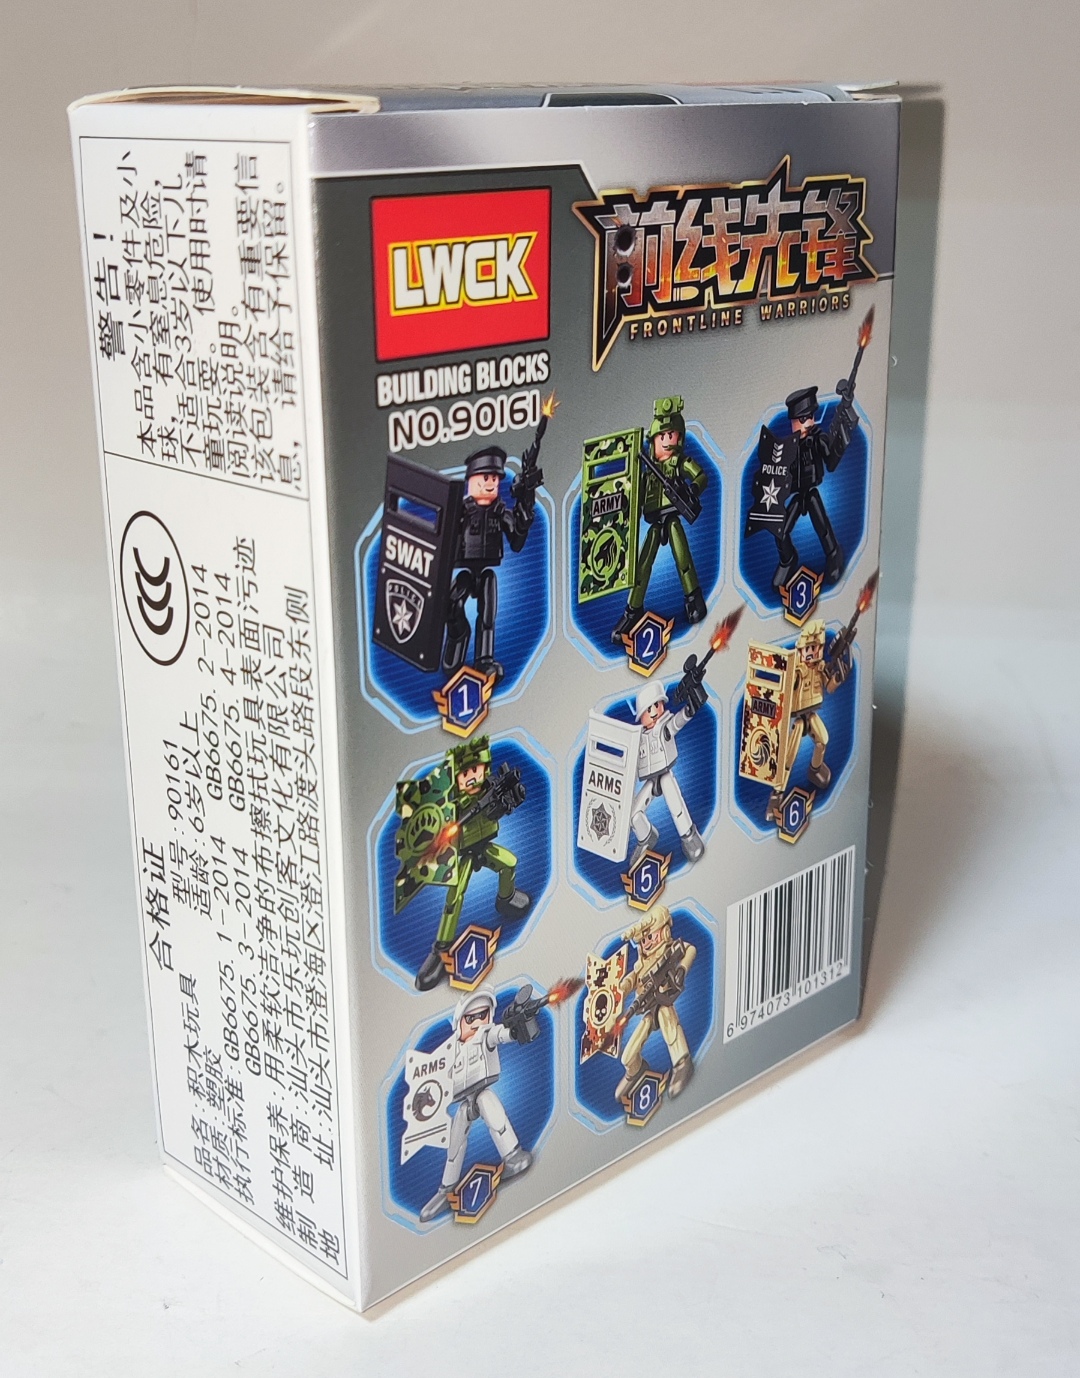 警告！
本品含小零件及小
球，有窒息危险，
不适合3岁以下儿
童玩耍。使用时请
阅读说明。
该包装含有重要信
息，请给予保留。
CCC
合格证
品名：积木玩具 型号：90161
材质：塑胶 适龄：6岁以上
执行标准：GB6675.1-2014 GB6675.2-2014
GB6675.3-2014 GB6675.4-2014
维护保养：用柔软洁净的布擦拭玩具表面污迹
制造商：汕头市乐玩创客文化有限公司
地址：汕头市澄海区澄江路渡头路段东侧
LWCK
BUILDING BLOCKS
NO.90161
前线先锋
FRONTLINE WARRIORS
SWAT
POLICE
1
ARMY
2
POLICE
3
4
ARMS
5
ARMY
6
ARMS
7
8
6 974073 101312